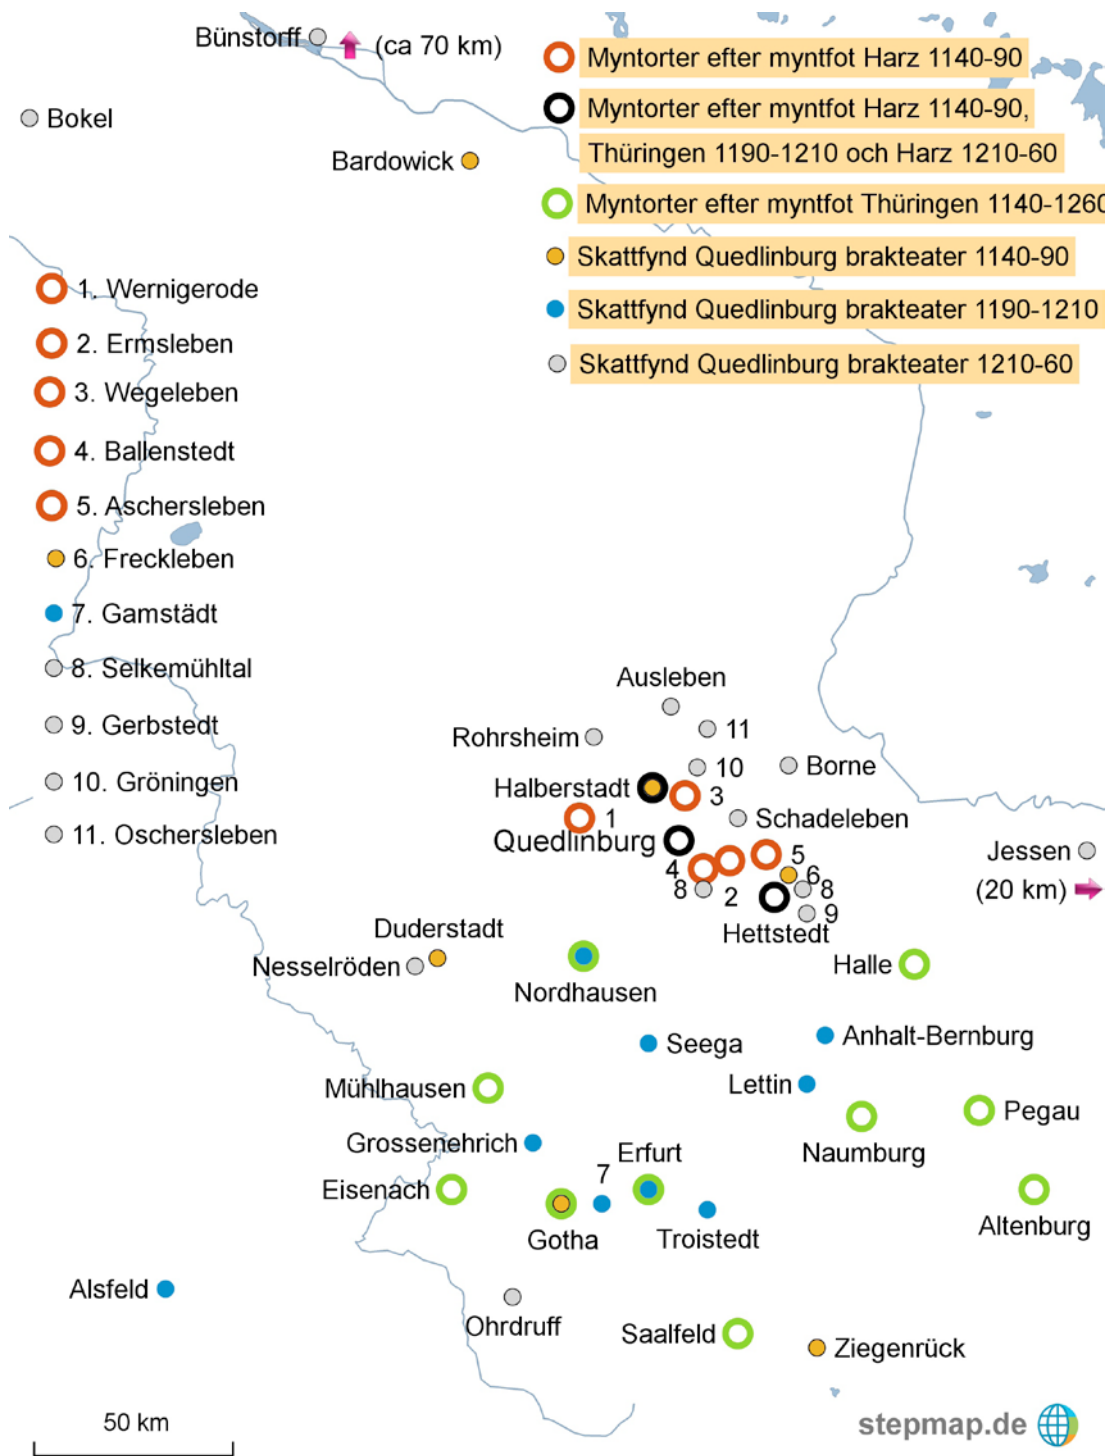 Bünstorff
(ca 70 km)
Myntorter efter myntfot Harz 1140-90
Bokel
Myntorter efter myntfot Harz 1140-90,
Thüringen 1190-1210 och Harz 1210-60
Bardowick
Myntorter efter myntfot Thüringen 1140-1260
Skattfynd Quedlinburg brakteater 1140-90
Skattfynd Quedlinburg brakteater 1190-1210
Skattfynd Quedlinburg brakteater 1210-60
1. Wernigerode
2. Ermsleben
3. Wegeleben
4. Ballenstedt
5. Aschersleben
6. Freckleben
7. Gamstädt
8. Selkemühltal
9. Gerbstedt
10. Gröningen
11. Oschersleben
Ausleben
11
Rohrsheim
10
Borne
Halberstadt
3
1
Schadeleben
Quedlinburg
5
Jessen
4
6
8
2
8
(20 km)
9
Hettstedt
Duderstadt
Nesselröden
Halle
Nordhausen
Seega
Anhalt-Bernburg
Lettin
Mühlhausen
Pegau
Grossenehrich
Erfurt
Naumburg
7
Eisenach
Gotha
Troistedt
Altenburg
Alsfeld
Ohrdruff
Saalfeld
Ziegenrück
50 km
stepmap.de